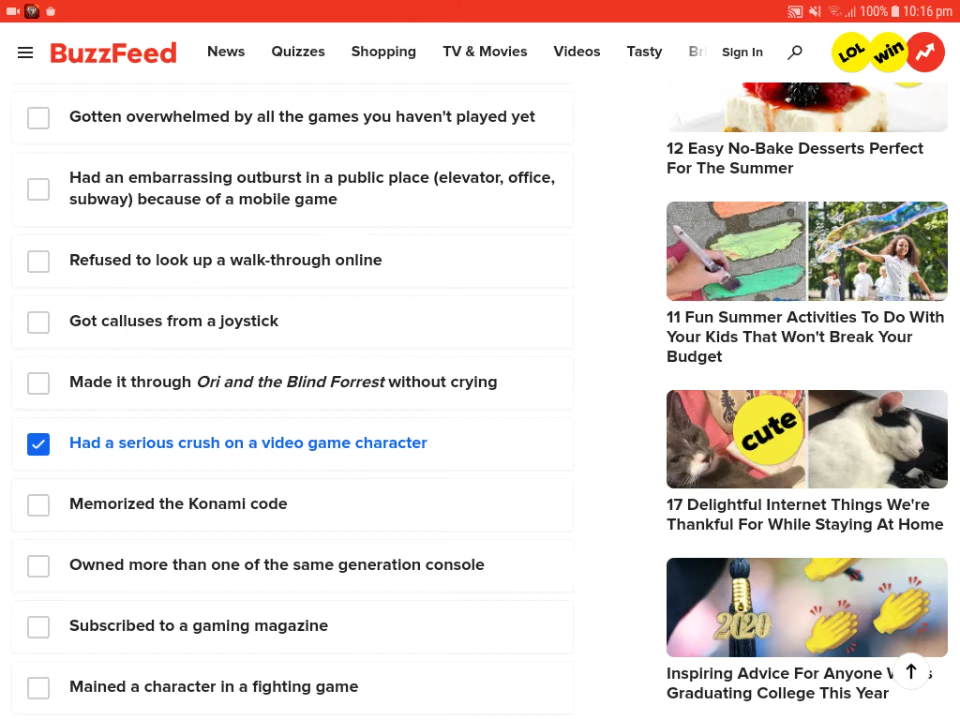 100% 10:16 pm
BuzzFeed News Quizzes Shopping TV & Movies Videos Tasty Sign In LOL win
Gotten overwhelmed by all the games you haven't played yet
Had an embarrassing outburst in a public place (elevator, office,
subway) because of a mobile game
Refused to look up a walk-through online
Got calluses from a joystick
Made it through Ori and the Blind Forrest without crying
Had a serious crush on a video game character
Memorized the Konami code
Owned more than one of the same generation console
Subscribed to a gaming magazine
Mained a character in a fighting game
12 Easy No-Bake Desserts Perfect
For The Summer
11 Fun Summer Activities To Do With
Your Kids That Won't Break Your
Budget
cute
17 Delightful Internet Things We're
Thankful For While Staying At Home
2020
Inspiring Advice For Anyone
Graduating College This Year